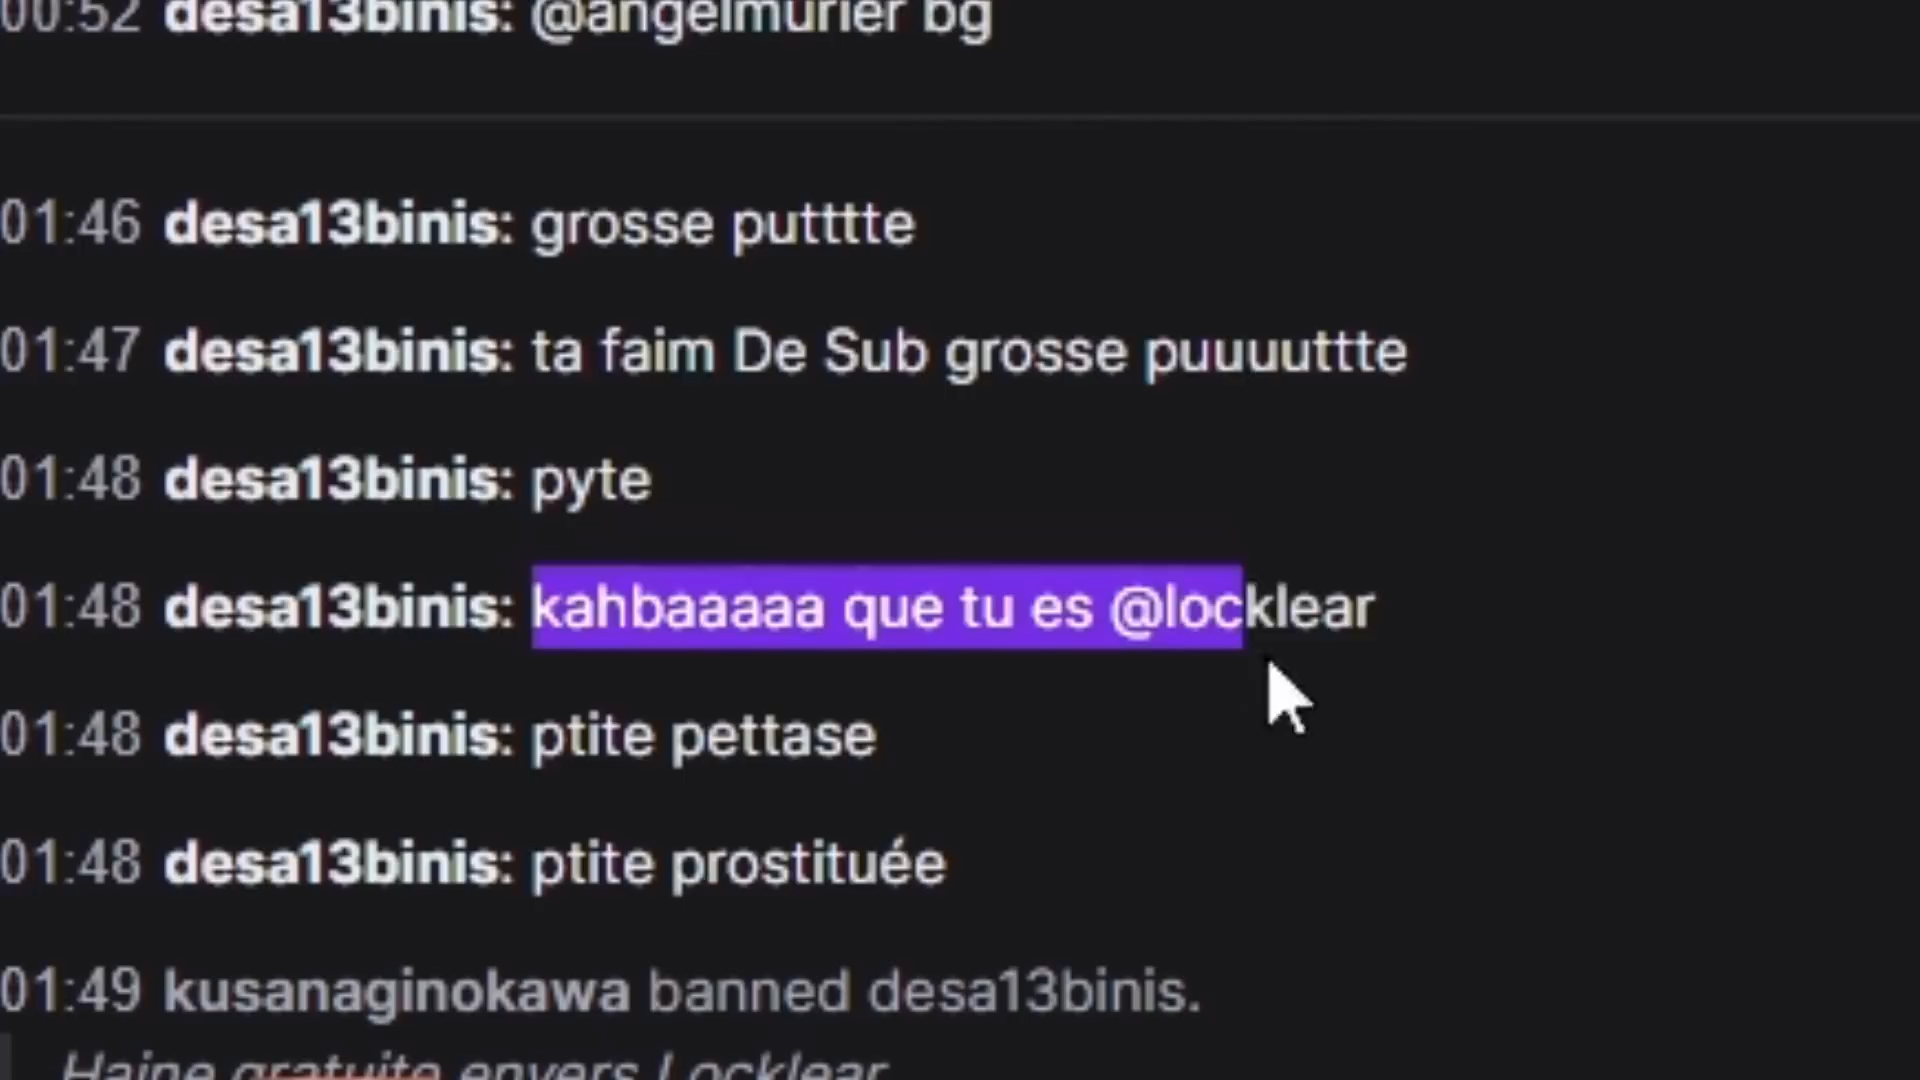 00:52 desa13binis: @angelmurier bg
01:46 desa13binis: grosse putttte
01:47 desa13binis: ta faim De Sub grosse puuuuttte
01:48 desa13binis: pyte
01:48 desa13binis: kahbaaaaa que tu es @locklear
01:48 desa13binis: ptite pettase
01:48 desa13binis: ptite prostituée
01:49 kusanaginokawa banned desa13binis.
Haine gratuite envers Locklear